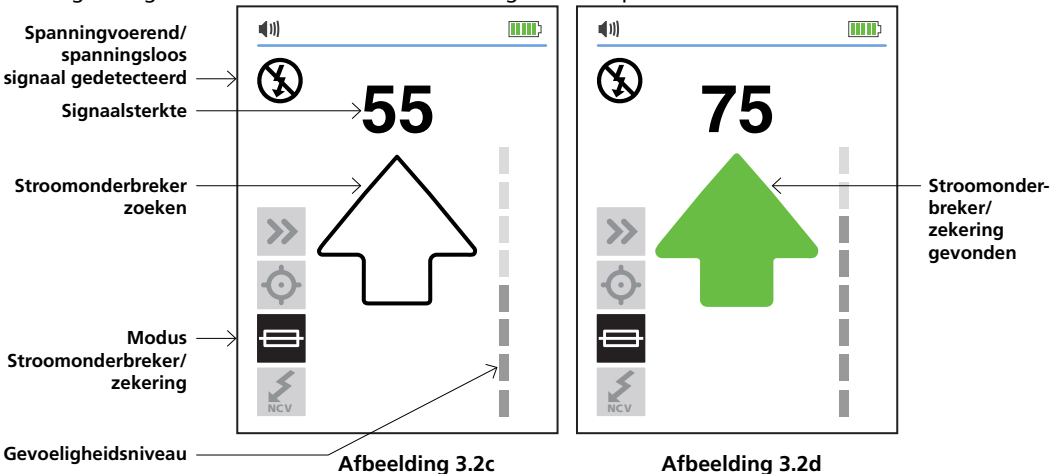 Spanningvoerend/
spanningsloos
signaal gedetecteerd
Signaalsterkte
Stroomonderbreker
zoeken
Modus
Stroomonderbreker/
zekering
Gevoeligheidsniveau
55
NCV
Afbeelding 3.2c
75
NCV
Afbeelding 3.2d
Stroomonder-
breker/
zekering
gevonden